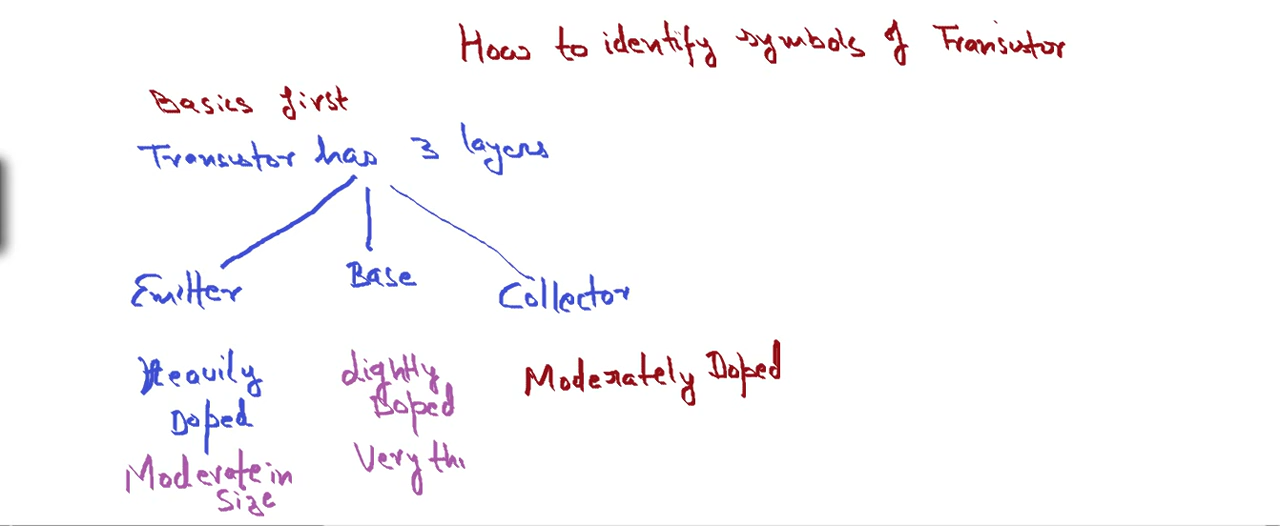 How to identify symbols of Transistor
Basics first
Transistor has 3 layers
Emitter Base Collector
Heavily Lightly Moderately Doped
Doped Doped
Moderate in Very thi
Size